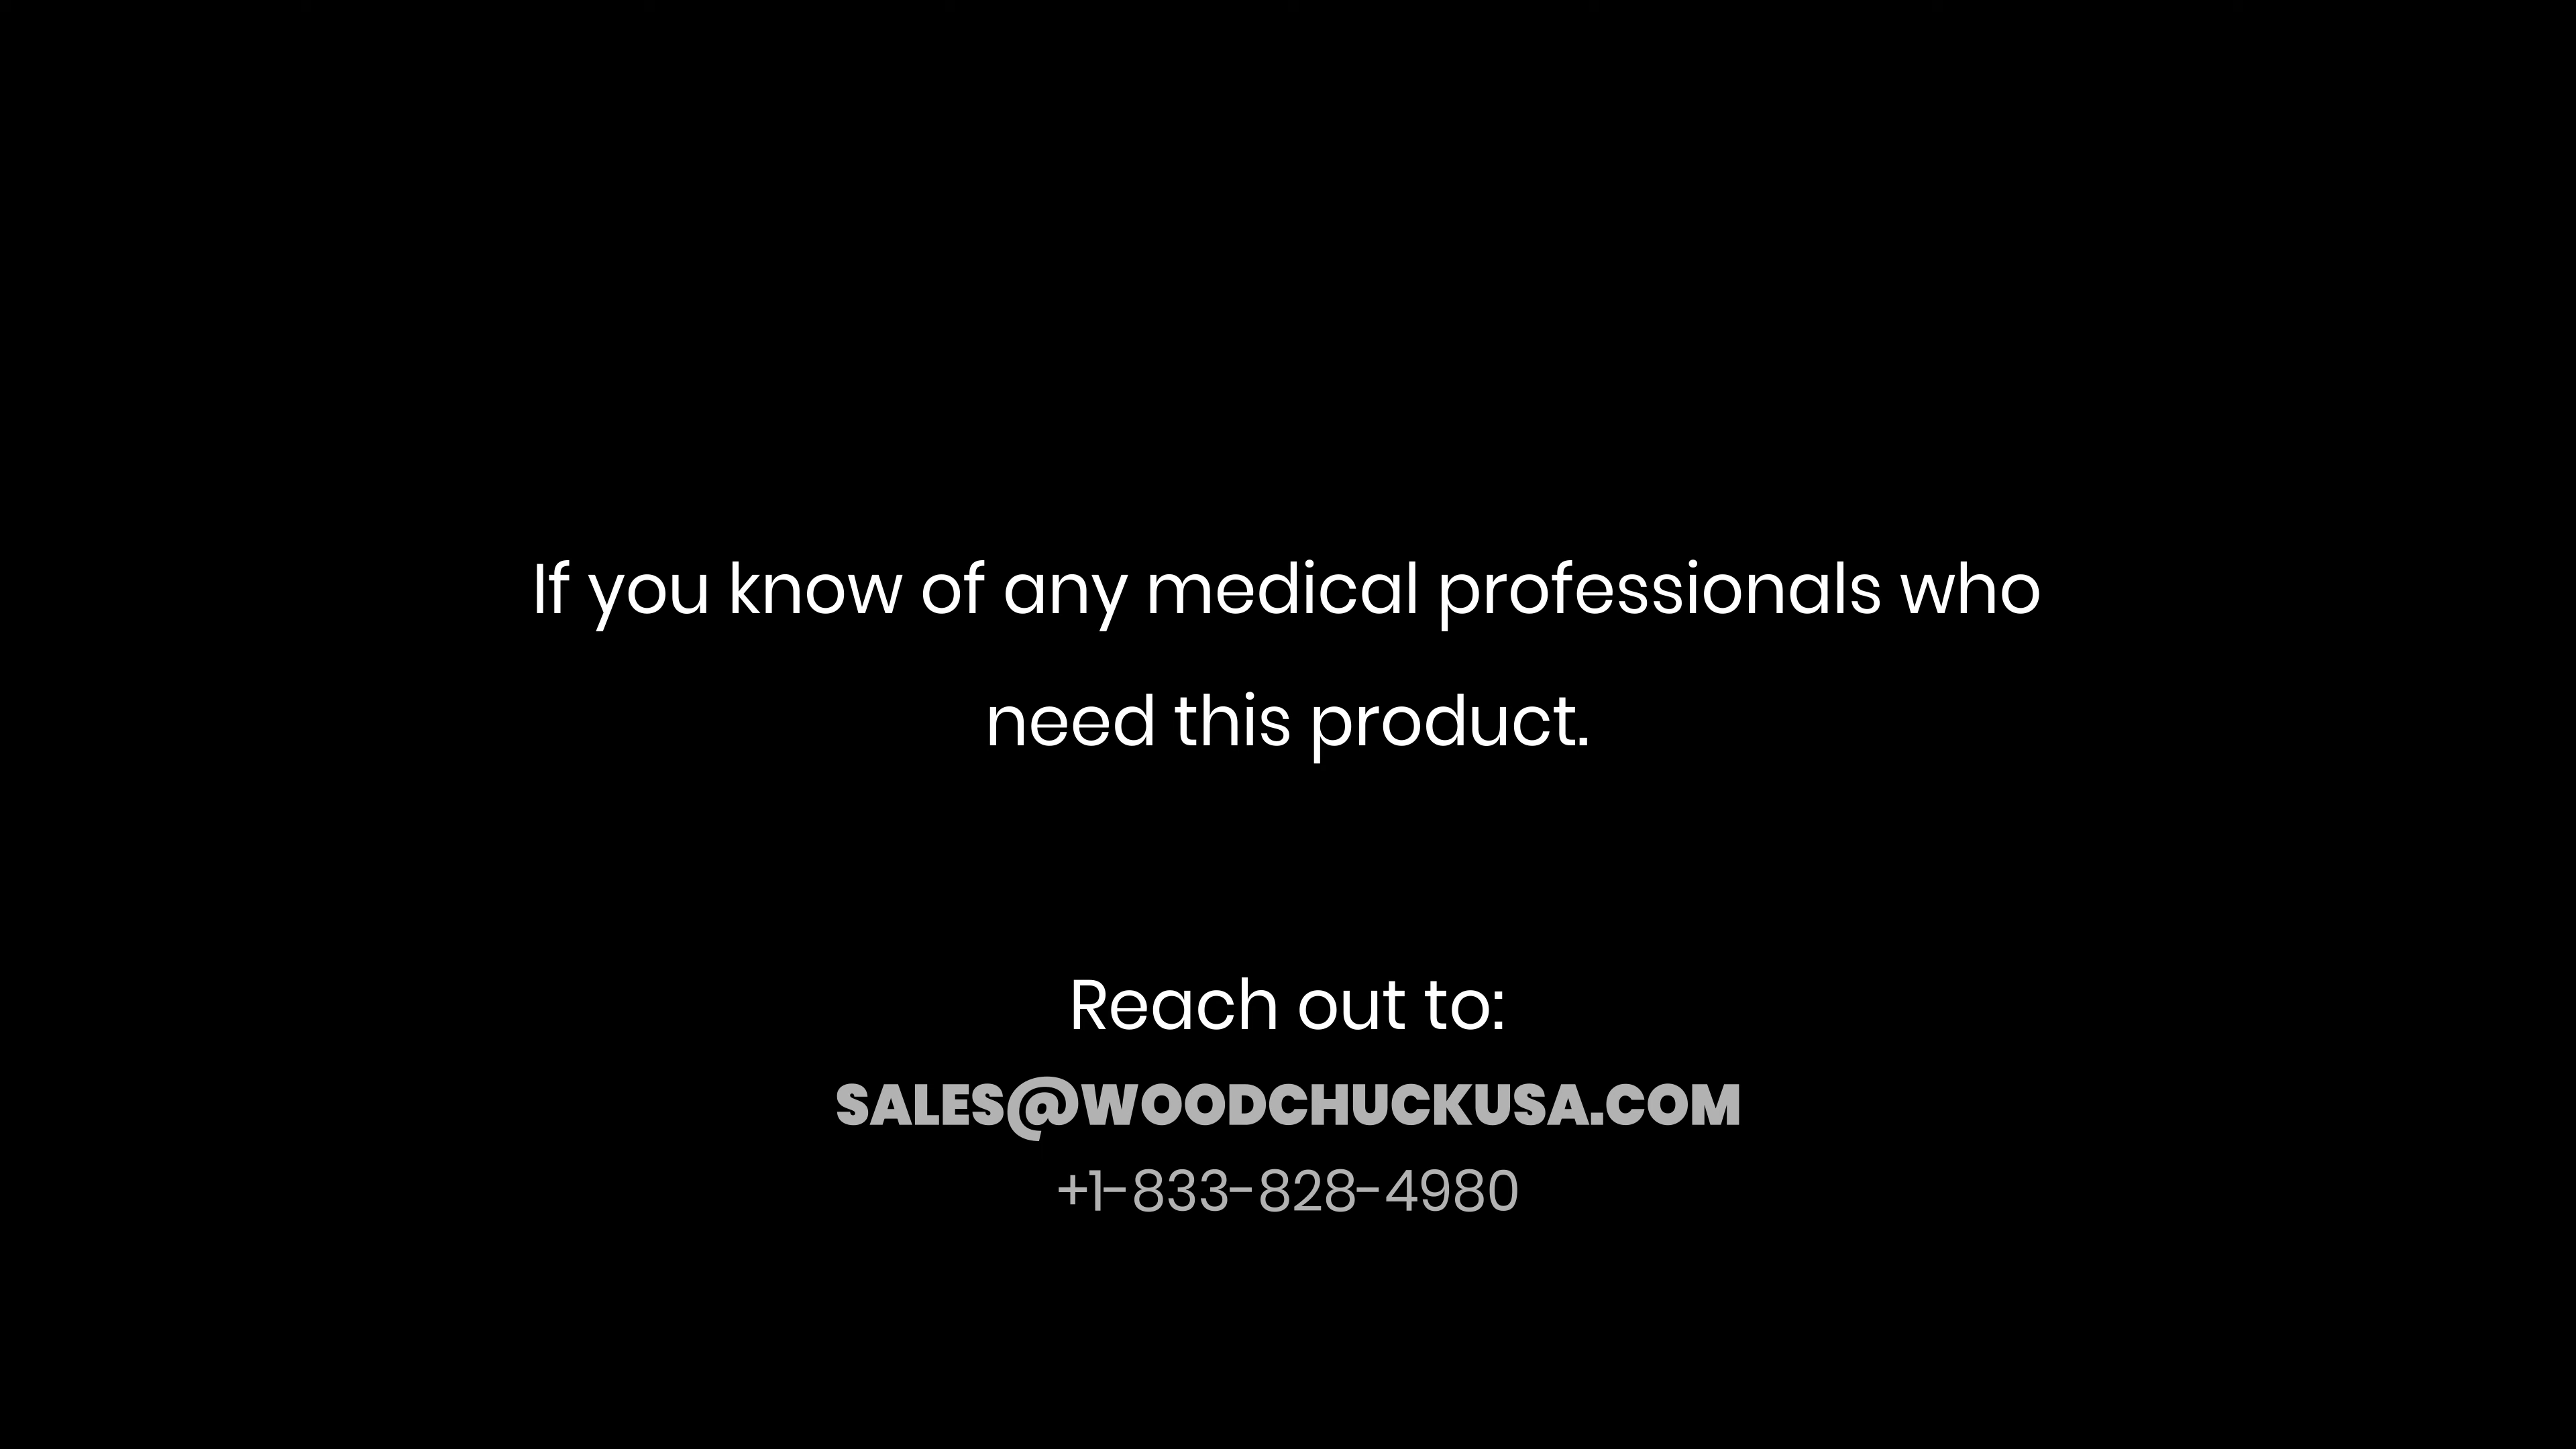 If you know of any medical professionals who
need this product.
Reach out to:
SALES@WOODCHUCKUSA.COM
+1-833-828-4980